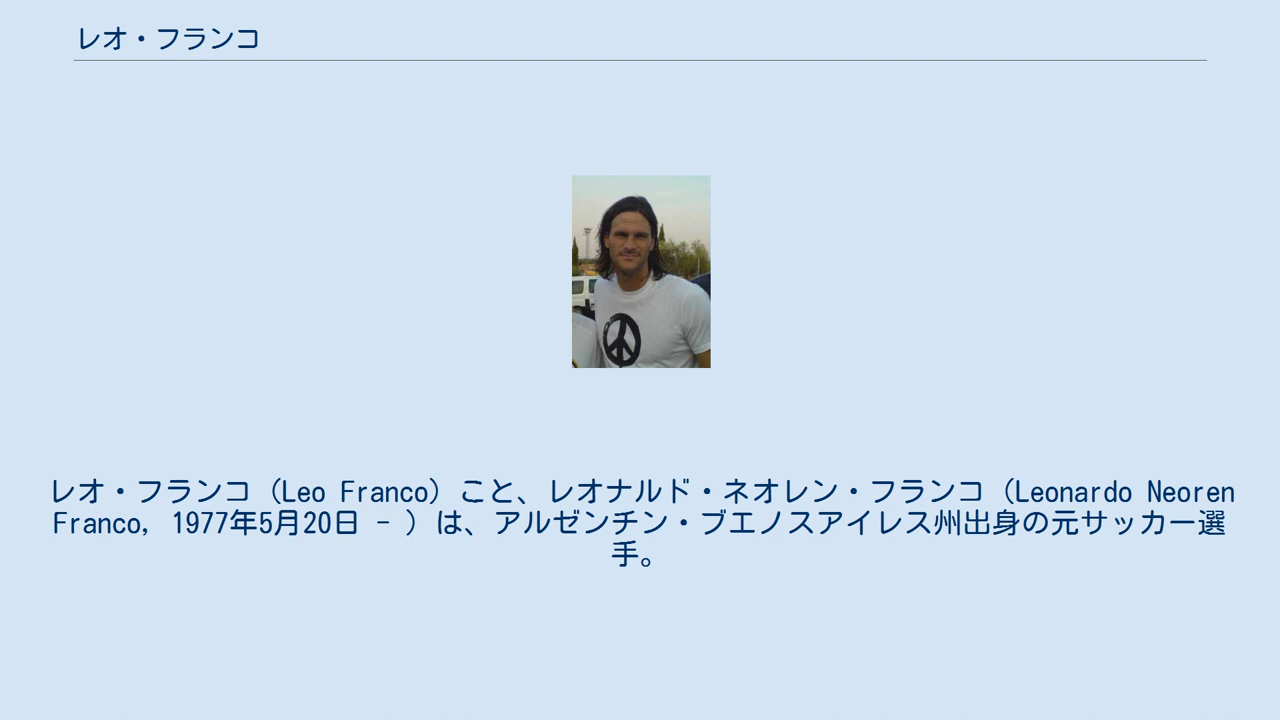 レオ・フランコ
レオ・フランコ（Leo Franco）こと、レオナルド・ネオレン・フランコ（Leonardo Neoren
Franco, 1977年5月20日 - ）は、アルゼンチン・ブエノスアイレス州出身の元サッカー選
手。